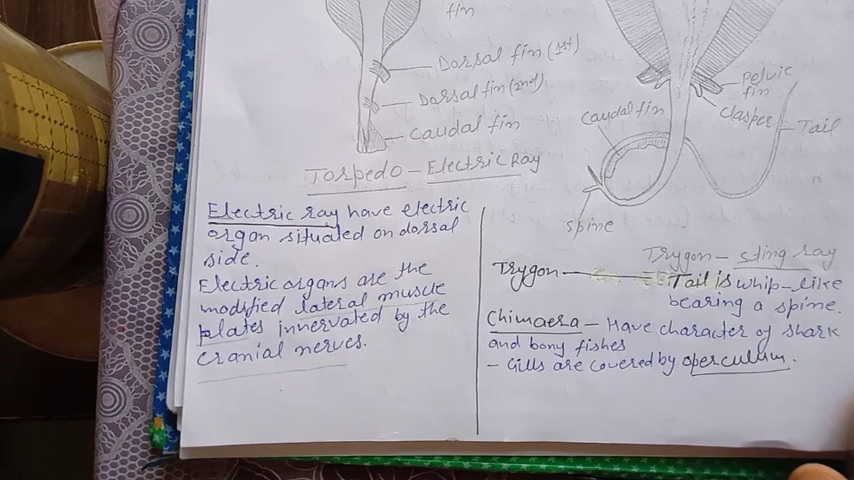 fin
Dorsal fin (1st)
Dorsal fin (2nd)
Caudal fin
Torpedo - Electric Ray
Pelvic
fin
Clasper
Caudal fin
Tail
spine
Trygon - sting ray
Electric ray have electric
organ situated on dorsal
side.
Electric organs are the
modified lateral muscle
plates innervated by the
cranial nerves.
Trygon — Tail is whip-like
bearing a spine.
Chimaera - Have character of shark
and bony fishes
- Gills are covered by operculum.